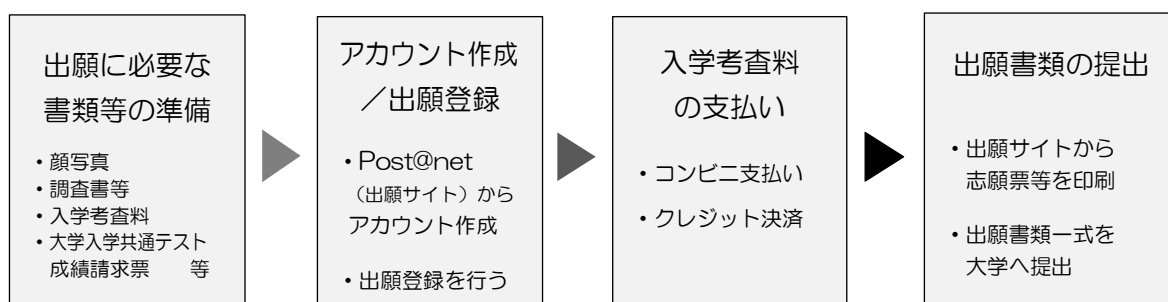 出願に必要な
書類等の準備
・顔写真
・調査書等
・入学考査料
・大学入学共通テスト
成績請求票　　等
アカウント作成
／出願登録
・Post@net
（出願サイト）から
アカウント作成
・出願登録を行う
入学考査料
の支払い
・コンビニ支払い
・クレジット決済
出願書類の提出
・出願サイトから
志願票等を印刷
・出願書類一式を
大学へ提出